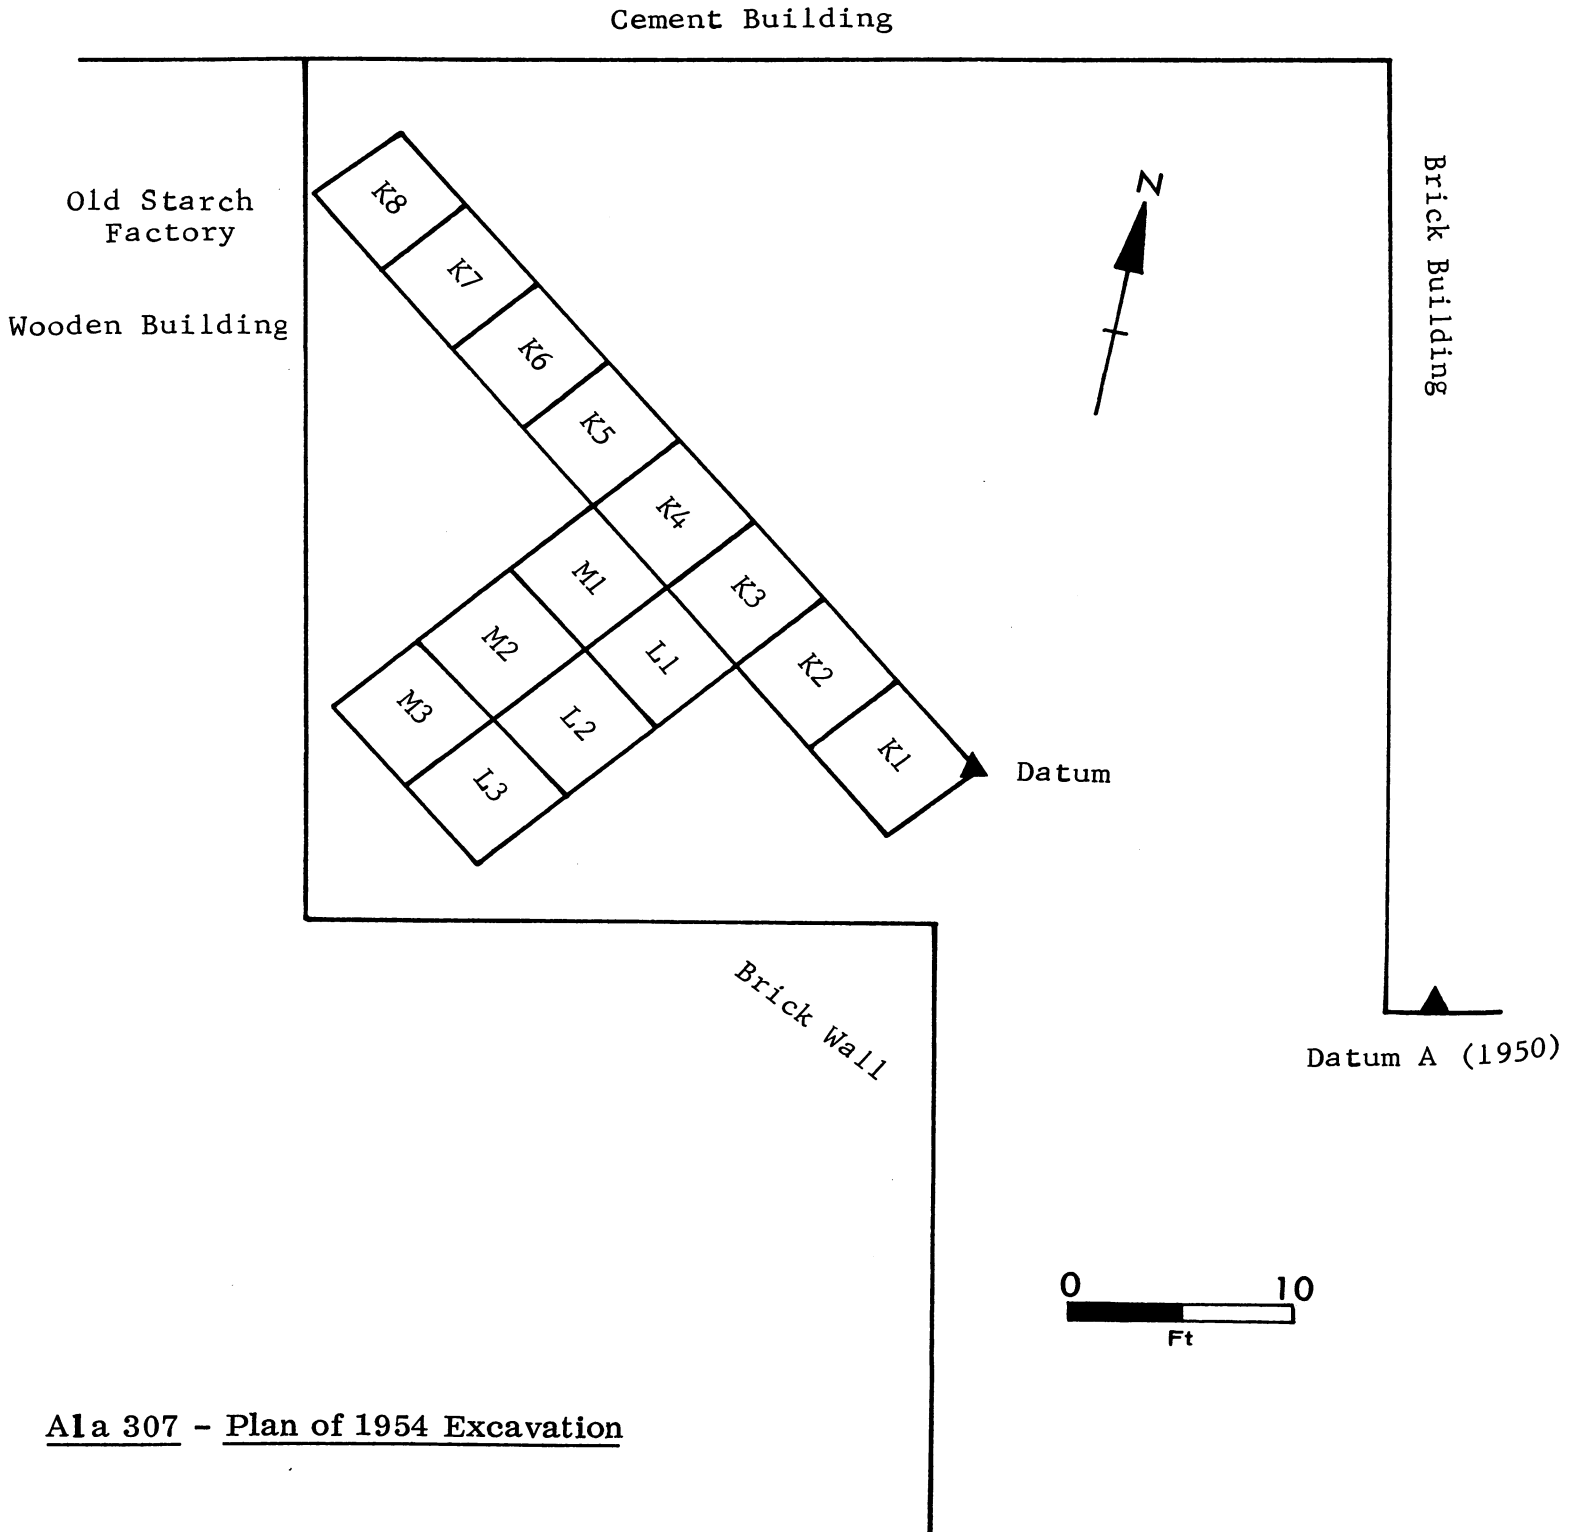 Cement Building
Old Starch
Factory
Wooden Building
Brick Building
N
K8
K7
K6
K5
K4
K3
K2
K1
M1
M2
M3
L1
L2
L3
Datum
Brick Wall
Datum A (1950)
0 10
Ft
Ala 307 - Plan of 1954 Excavation